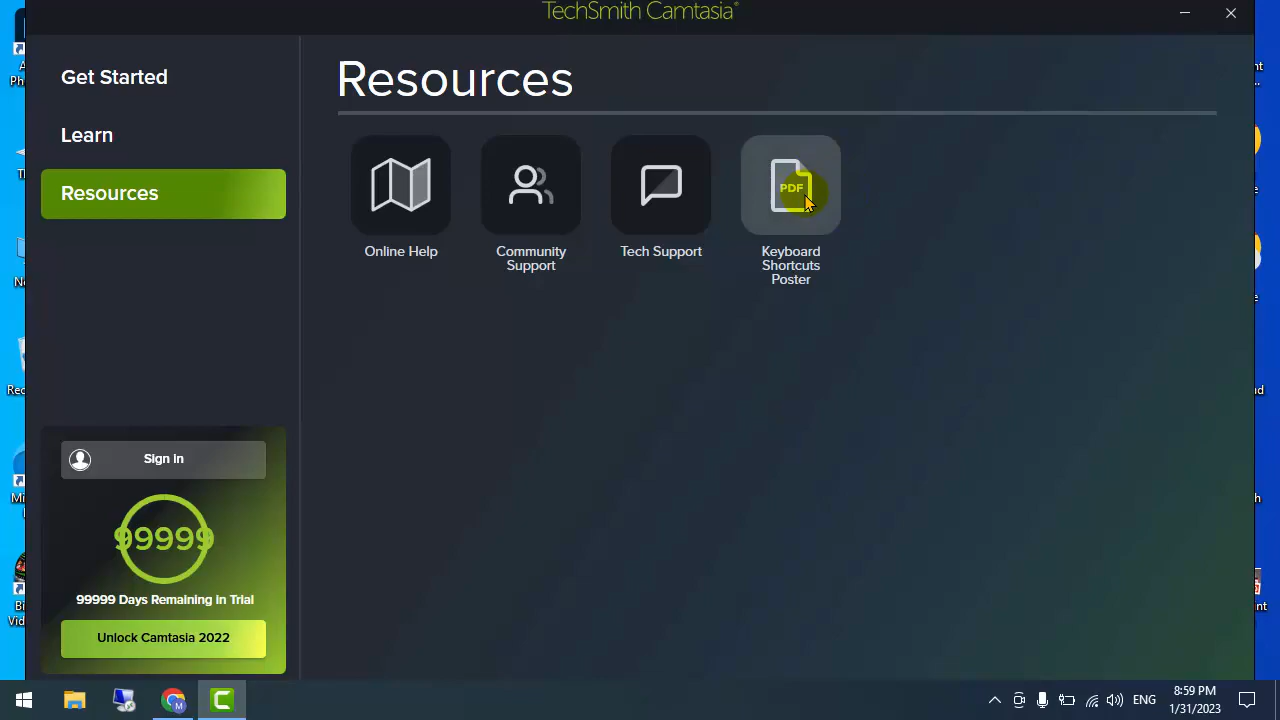 TechSmith Camtasia®
Get Started
Learn
Resources
Resources
Online Help
Community
Support
Tech Support
PDF
Keyboard
Shortcuts
Poster
Sign In
99999
99999 Days Remaining in Trial
Unlock Camtasia 2022
ENG
8:59 PM
1/31/2023